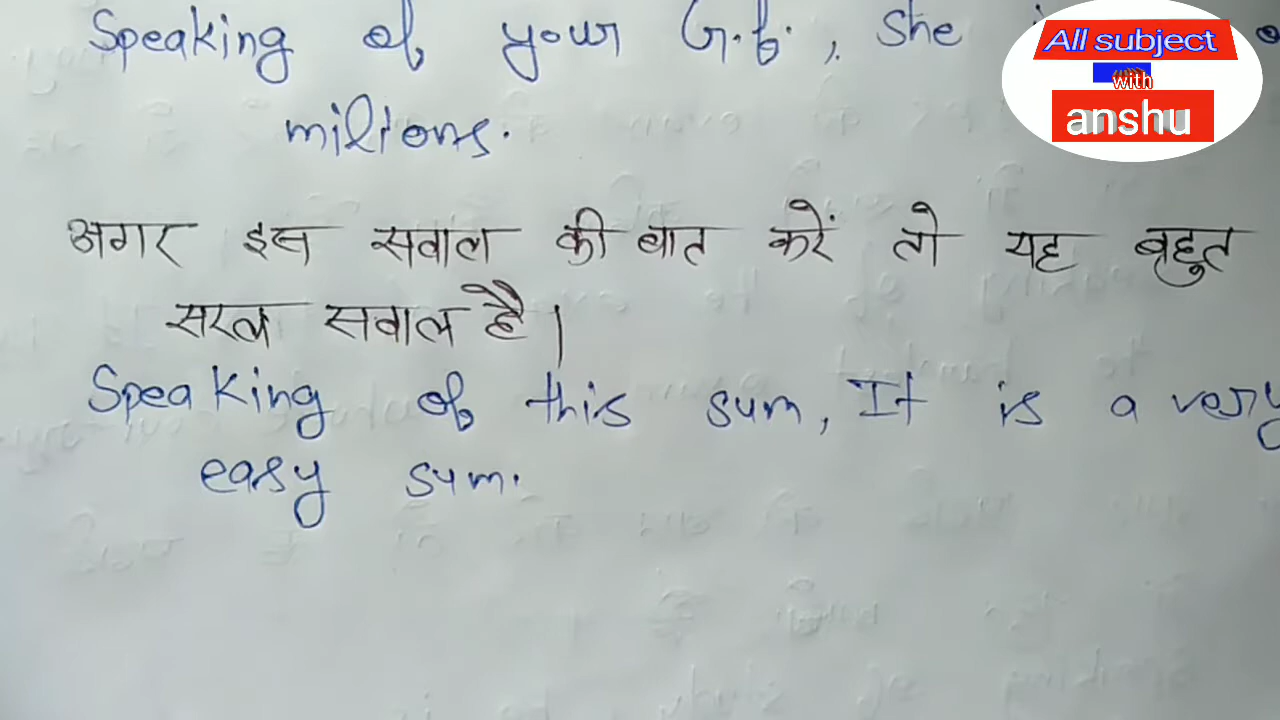 Speaking of your G.f., She
milions.
अगर इस सवाल की बात करें तो यह बहुत
सरल सवाल है।
Speaking of this sum, It is a very
easy sum.
All subject
with
anshu